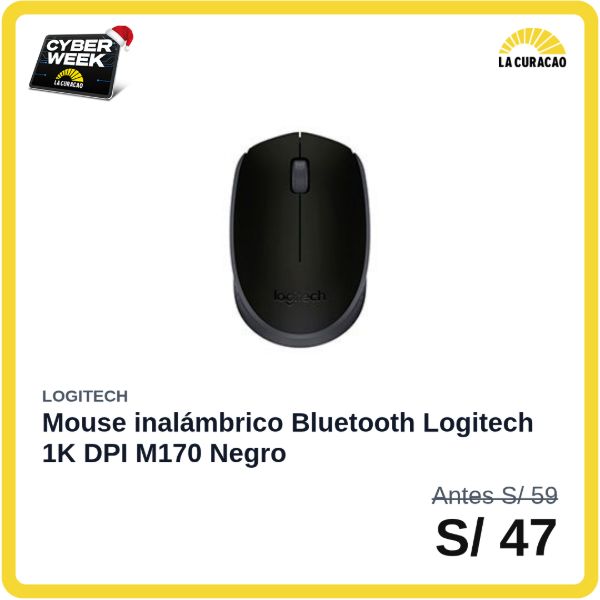 CYBER
WEEK
LA CURACAO
LA CURACAO
logitech
LOGITECH
Mouse inalámbrico Bluetooth Logitech
1K DPI M170 Negro
Antes S/ 59
S/ 47